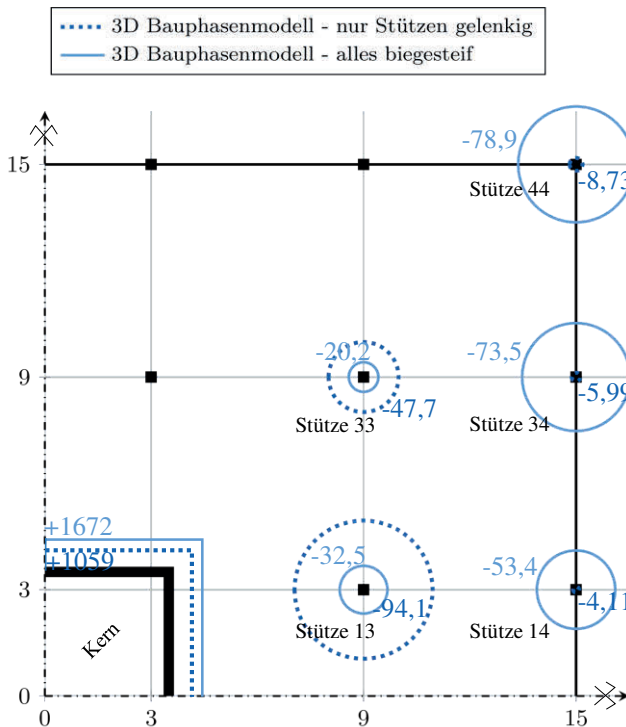 3D Bauphasenmodell - nur Stützen gelenkig
3D Bauphasenmodell - alles biegesteif
-78,9
15
-8,73
Stütze 44
-20,2
-73,5
9
-5,99
-47,7
Stütze 33
Stütze 34
+1672
+1059
-32,5
-53,4
3
-94,1
-4,11
Kern
Stütze 13
Stütze 14
0
0
3
9
15